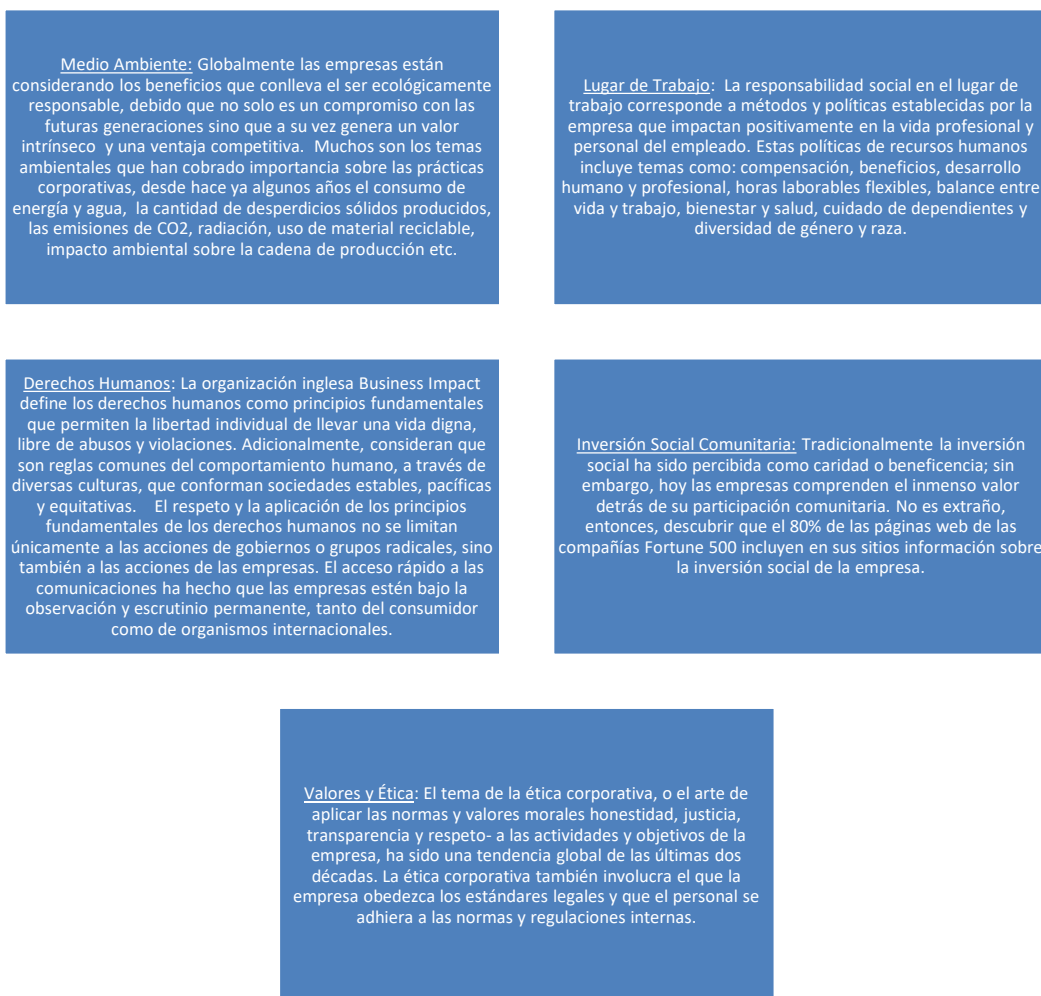 Medio Ambiente: Globalmente las empresas están
considerando los beneficios que conlleva el ser ecológicamente
responsable, debido que no solo es un compromiso con las
futuras generaciones sino que a su vez genera un valor
intrínseco y una ventaja competitiva. Muchos son los temas
ambientales que han cobrado importancia sobre las prácticas
corporativas, desde hace ya algunos años el consumo de
energía y agua, la cantidad de desperdicios sólidos producidos,
las emisiones de CO2, radiación, uso de material reciclable,
impacto ambiental sobre la cadena de producción etc.
Lugar de Trabajo: La responsabilidad social en el lugar de
trabajo corresponde a métodos y políticas establecidas por la
empresa que impactan positivamente en la vida profesional y
personal del empleado. Estas políticas de recursos humanos
incluye temas como: compensación, beneficios, desarrollo
humano y profesional, horas laborables flexibles, balance entre
vida y trabajo, bienestar y salud, cuidado de dependientes y
diversidad de género y raza.
Derechos Humanos: La organización inglesa Business Impact
define los derechos humanos como principios fundamentales
que permiten la libertad individual de llevar una vida digna,
libre de abusos y violaciones. Adicionalmente, consideran que
son reglas comunes del comportamiento humano, a través de
diversas culturas, que conforman sociedades estables, pacíficas
y equitativas. El respeto y la aplicación de los principios
fundamentales de los derechos humanos no se limitan
únicamente a las acciones de gobiernos o grupos radicales, sino
también a las acciones de las empresas. El acceso rápido a las
comunicaciones ha hecho que las empresas estén bajo la
observación y escrutinio permanente, tanto del consumidor
como de organismos internacionales.
Inversión Social Comunitaria: Tradicionalmente la inversión
social ha sido percibida como caridad o beneficencia; sin
embargo, hoy las empresas comprenden el inmenso valor
detrás de su participación comunitaria. No es extraño,
entonces, descubrir que el 80% de las páginas web de las
compañías Fortune 500 incluyen en sus sitios información sobre
la inversión social de la empresa.
Valores y Ética: El tema de la ética corporativa, o el arte de
aplicar las normas y valores morales honestidad, justicia,
transparencia y respeto- a las actividades y objetivos de la
empresa, ha sido una tendencia global de las últimas dos
décadas. La ética corporativa también involucra el que la
empresa obedezca los estándares legales y que el personal se
adhiera a las normas y regulaciones internas.